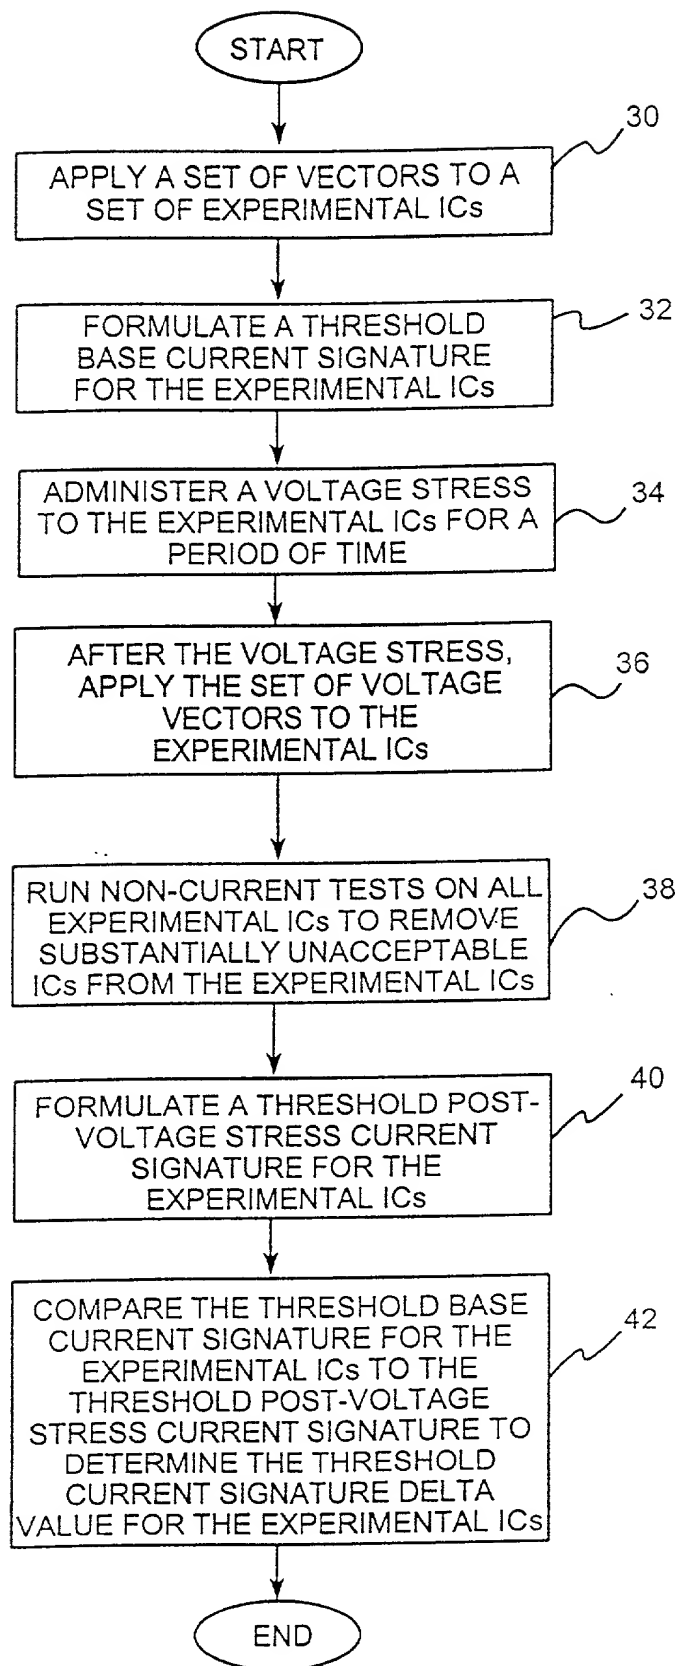 START
30
APPLY A SET OF VECTORS TO A
SET OF EXPERIMENTAL ICs
32
FORMULATE A THRESHOLD
BASE CURRENT SIGNATURE
FOR THE EXPERIMENTAL ICs
34
ADMINISTER A VOLTAGE STRESS
TO THE EXPERIMENTAL ICs FOR A
PERIOD OF TIME
36
AFTER THE VOLTAGE STRESS,
APPLY THE SET OF VOLTAGE
VECTORS TO THE
EXPERIMENTAL ICs
38
RUN NON-CURRENT TESTS ON ALL
EXPERIMENTAL ICs TO REMOVE
SUBSTANTIALLY UNACCEPTABLE
ICs FROM THE EXPERIMENTAL ICs
40
FORMULATE A THRESHOLD POST-
VOLTAGE STRESS CURRENT
SIGNATURE FOR THE
EXPERIMENTAL ICs
42
COMPARE THE THRESHOLD BASE
CURRENT SIGNATURE FOR THE
EXPERIMENTAL ICs TO THE
THRESHOLD POST-VOLTAGE
STRESS CURRENT SIGNATURE TO
DETERMINE THE THRESHOLD
CURRENT SIGNATURE DELTA
VALUE FOR THE EXPERIMENTAL ICs
END